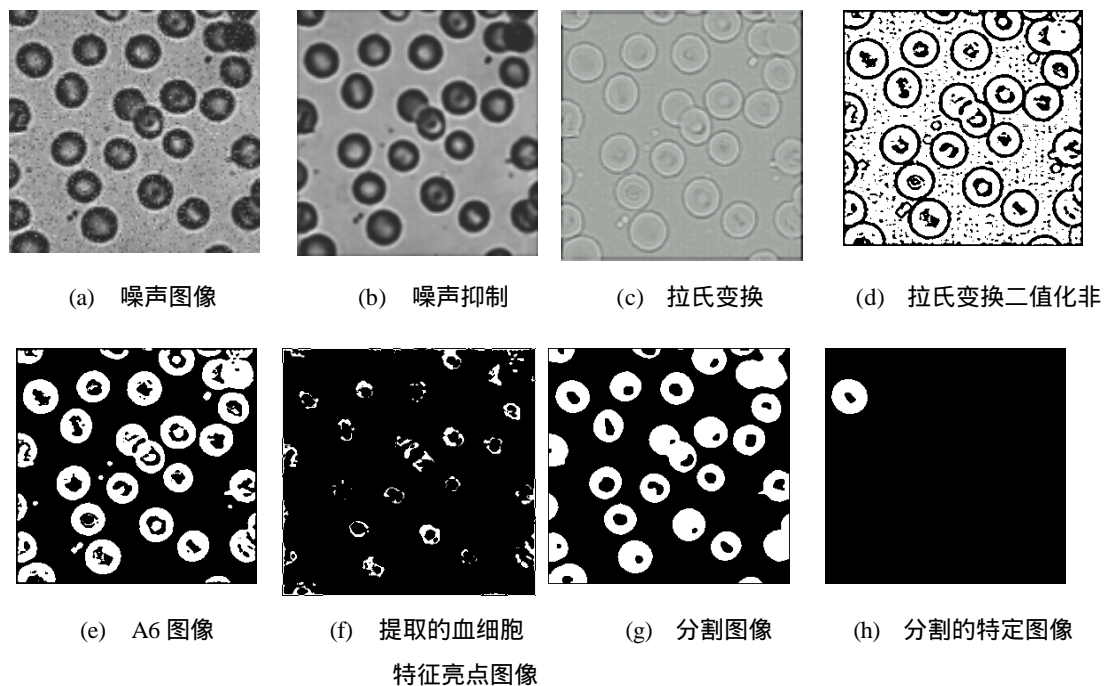 (a) 噪声图像 (b) 噪声抑制 (c) 拉氏变换 (d) 拉氏变换二值化非
(e) A6 图像 (f) 提取的血细胞 (g) 分割图像 (h) 分割的特定图像
特征亮点图像